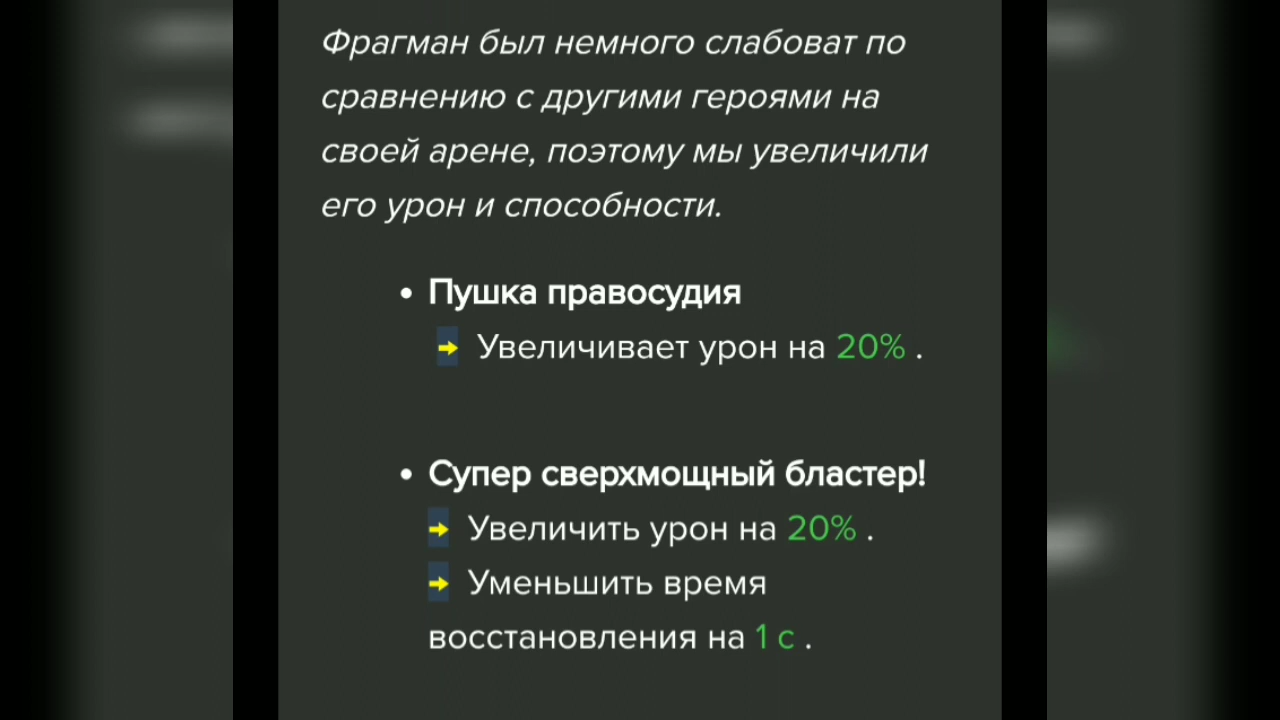 Фрагман был немного слабоват по
сравнению с другими героями на
своей арене, поэтому мы увеличили
его урон и способности.
• Пушка правосудия
➡ Увеличивает урон на 20% .
• Супер сверхмощный бластер!
➡ Увеличить урон на 20% .
➡ Уменьшить время
восстановления на 1 с .